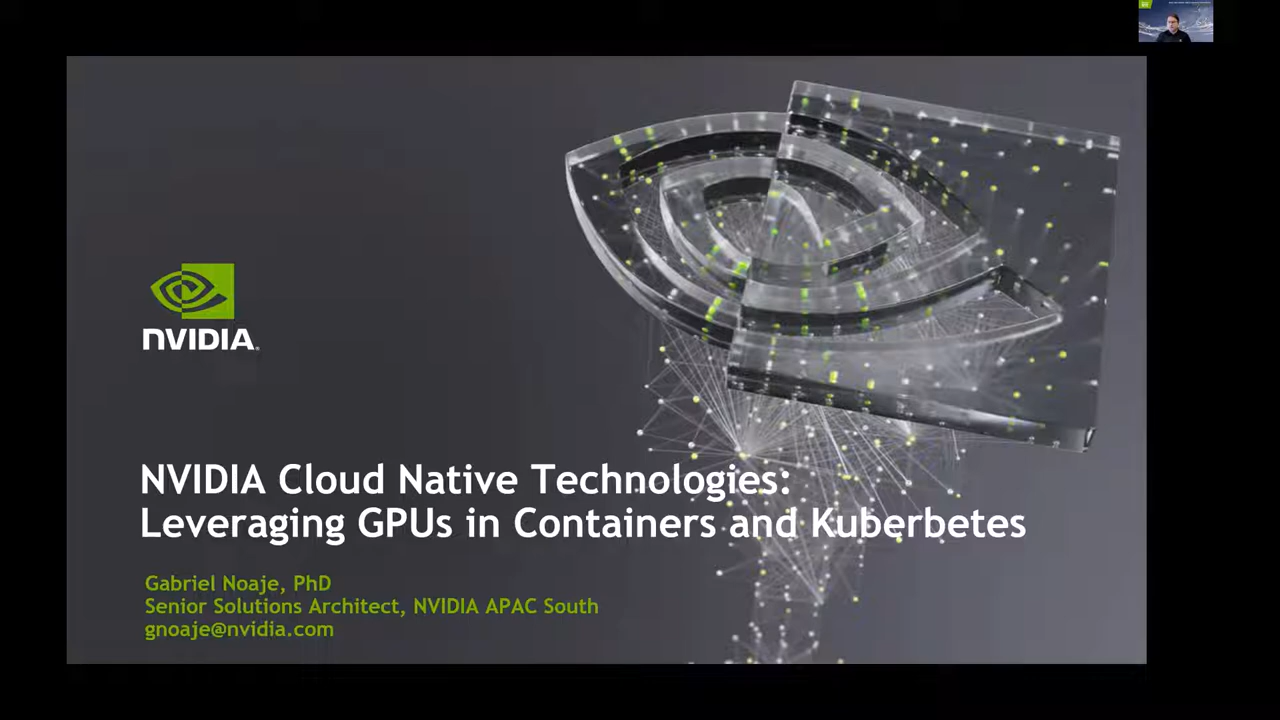 NVIDIA
NVIDIA Cloud Native Technologies:
Leveraging GPUs in Containers and Kuberbetes
Gabriel Noaje, PhD
Senior Solutions Architect, NVIDIA APAC South
gnoaje@nvidia.com